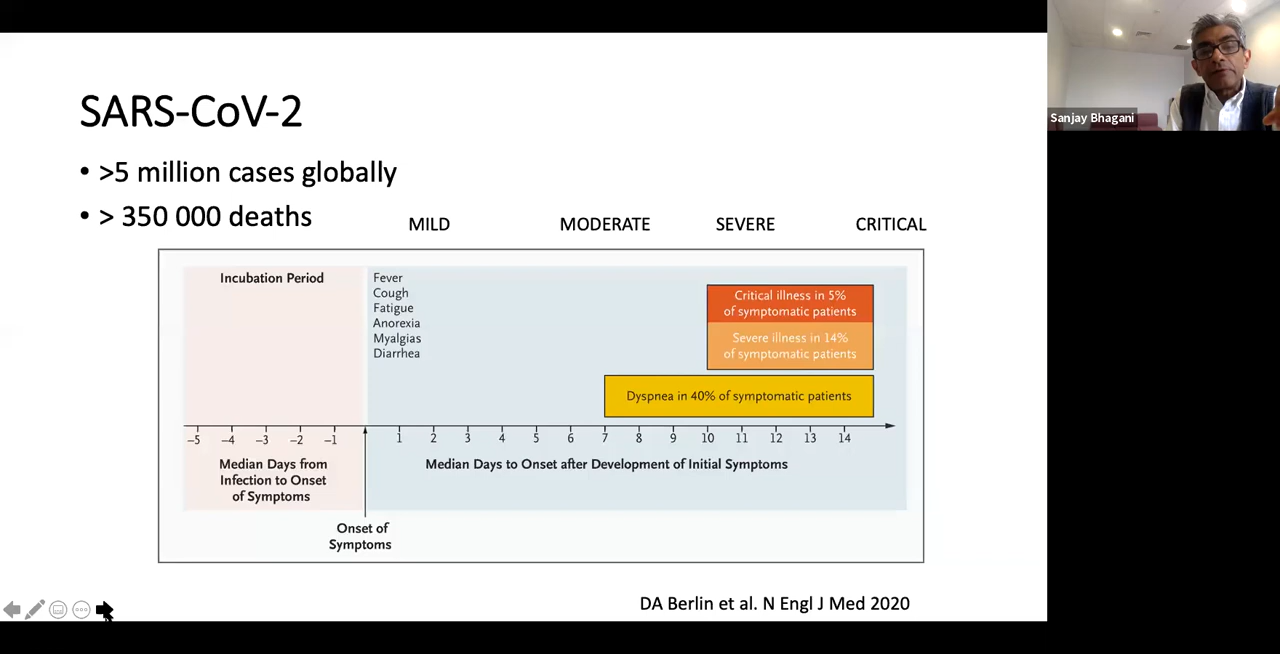 SARS-CoV-2
• >5 million cases globally
• > 350 000 deaths
MILD MODERATE SEVERE CRITICAL
Incubation Period
Fever
Cough
Fatigue
Anorexia
Myalgias
Diarrhea
Critical illness in 5%
of symptomatic patients
Severe illness in 14%
of symptomatic patients
Dyspnea in 40% of symptomatic patients
–5 –4 –3 –2 –1 1 2 3 4 5 6 7 8 9 10 11 12 13 14
Median Days from
Infection to Onset
of Symptoms
Median Days to Onset after Development of Initial Symptoms
Onset of
Symptoms
DA Berlin et al. N Engl J Med 2020
Sanjay Bhagani